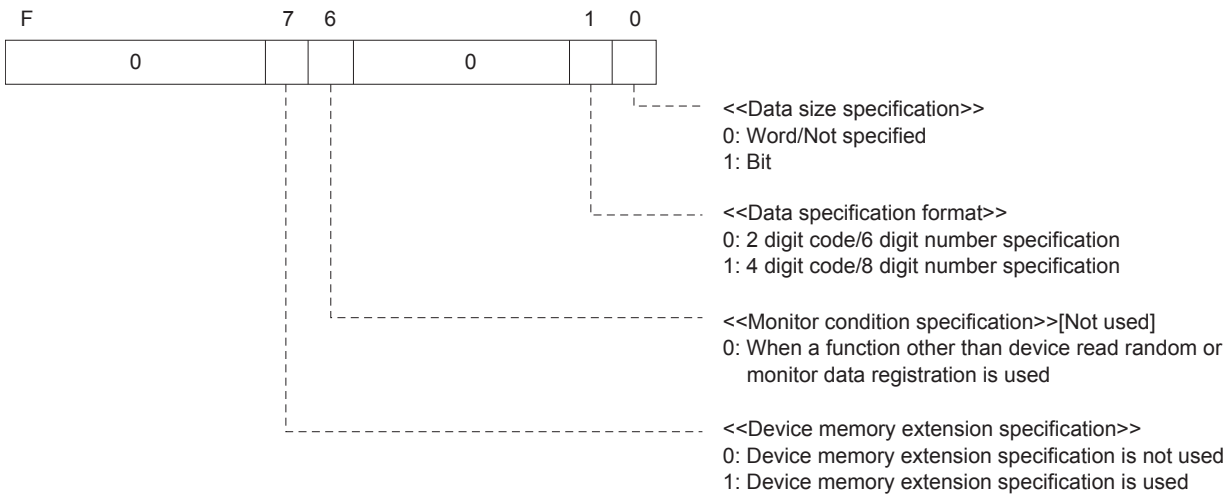 F 7 6 1 0
0 0
<<Data size specification>>
0: Word/Not specified
1: Bit
<<Data specification format>>
0: 2 digit code/6 digit number specification
1: 4 digit code/8 digit number specification
<<Monitor condition specification>>[Not used]
0: When a function other than device read random or
monitor data registration is used
<<Device memory extension specification>>
0: Device memory extension specification is not used
1: Device memory extension specification is used